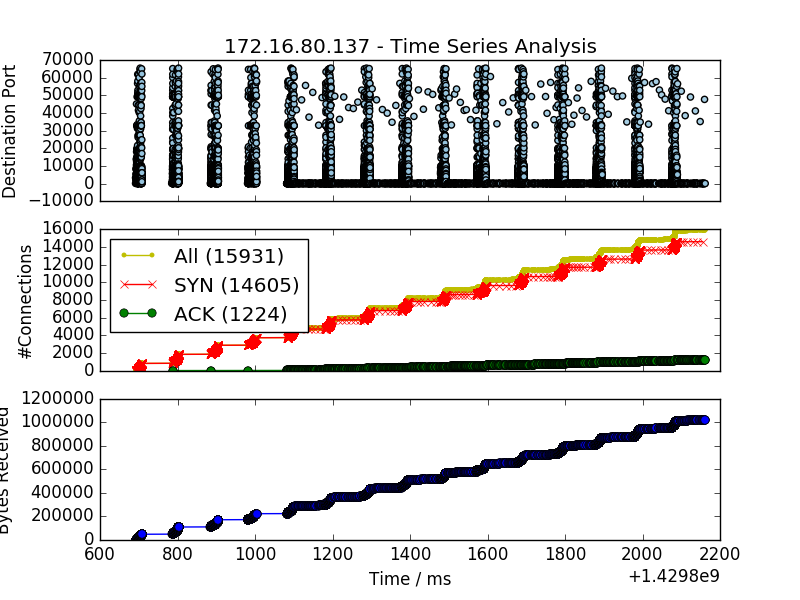 172.16.80.137 - Time Series Analysis
Destination Port
70000
60000
50000
40000
30000
20000
10000
0
−10000
#Connections
16000
14000
12000
10000
8000
6000
4000
2000
0
All (15931)
SYN (14605)
ACK (1224)
Bytes Received
1200000
1000000
800000
600000
400000
200000
0
600 800 1000 1200 1400 1600 1800 2000 2200
Time / ms
+1.4298e9